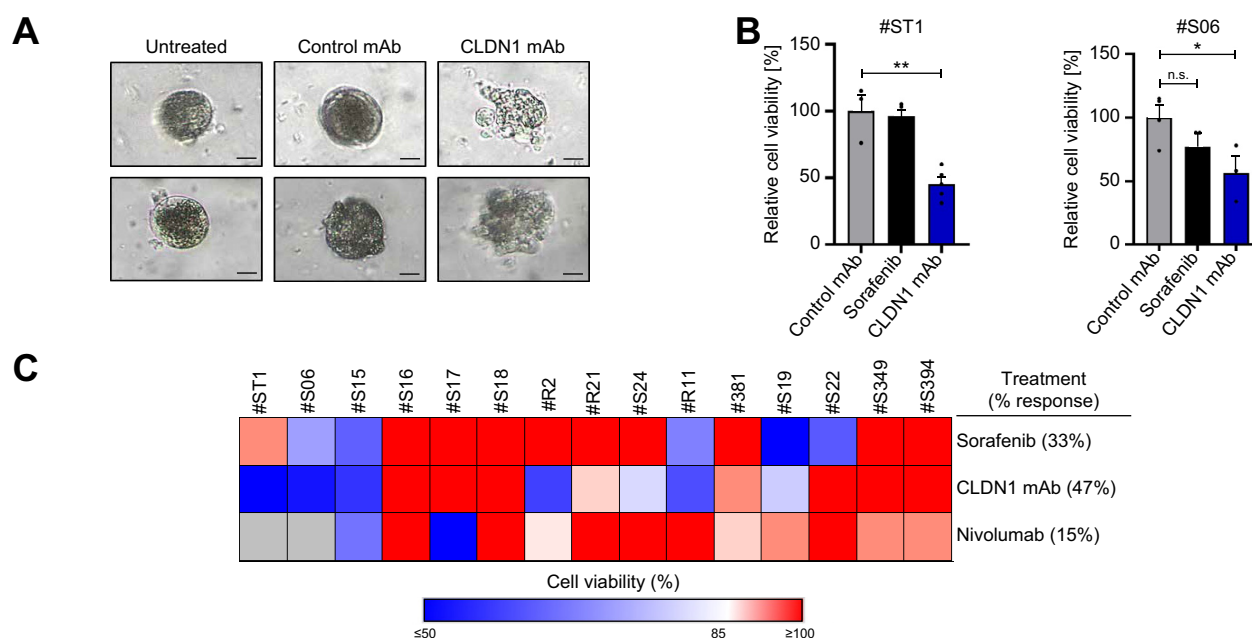 A
Untreated
Control mAb
CLDN1 mAb
B
#ST1
Relative cell viability [%]
150
100
50
0
**
Control mAb
Sorafenib
CLDN1 mAb
#S06
Relative cell viability [%]
150
100
50
0
*
n.s.
Control mAb
Sorafenib
CLDN1 mAb
C
#ST1
#S06
#S15
#S16
#S17
#S18
#R2
#R21
#S24
#R11
#381
#S19
#S22
#S349
#S394
Treatment
(% response)
Sorafenib (33%)
CLDN1 mAb (47%)
Nivolumab (15%)
Cell viability (%)
≤50
85
≥100